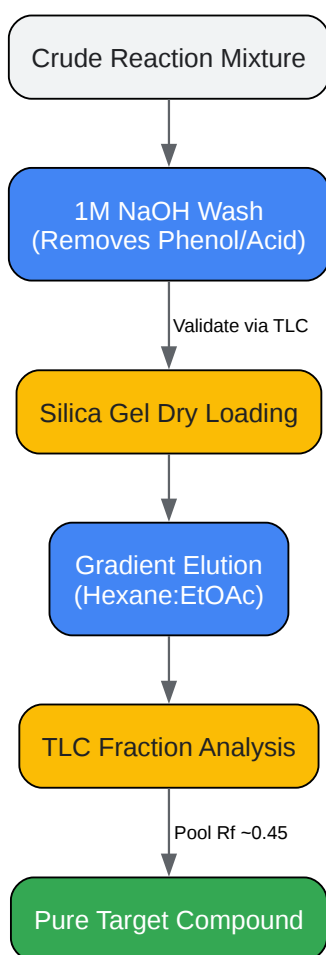 Crude Reaction Mixture
1M NaOH Wash
(Removes Phenol/Acid)
Validate via TLC
Silica Gel Dry Loading
Gradient Elution
(Hexane:EtOAc)
TLC Fraction Analysis
Pool Rf ~0.45
Pure Target Compound